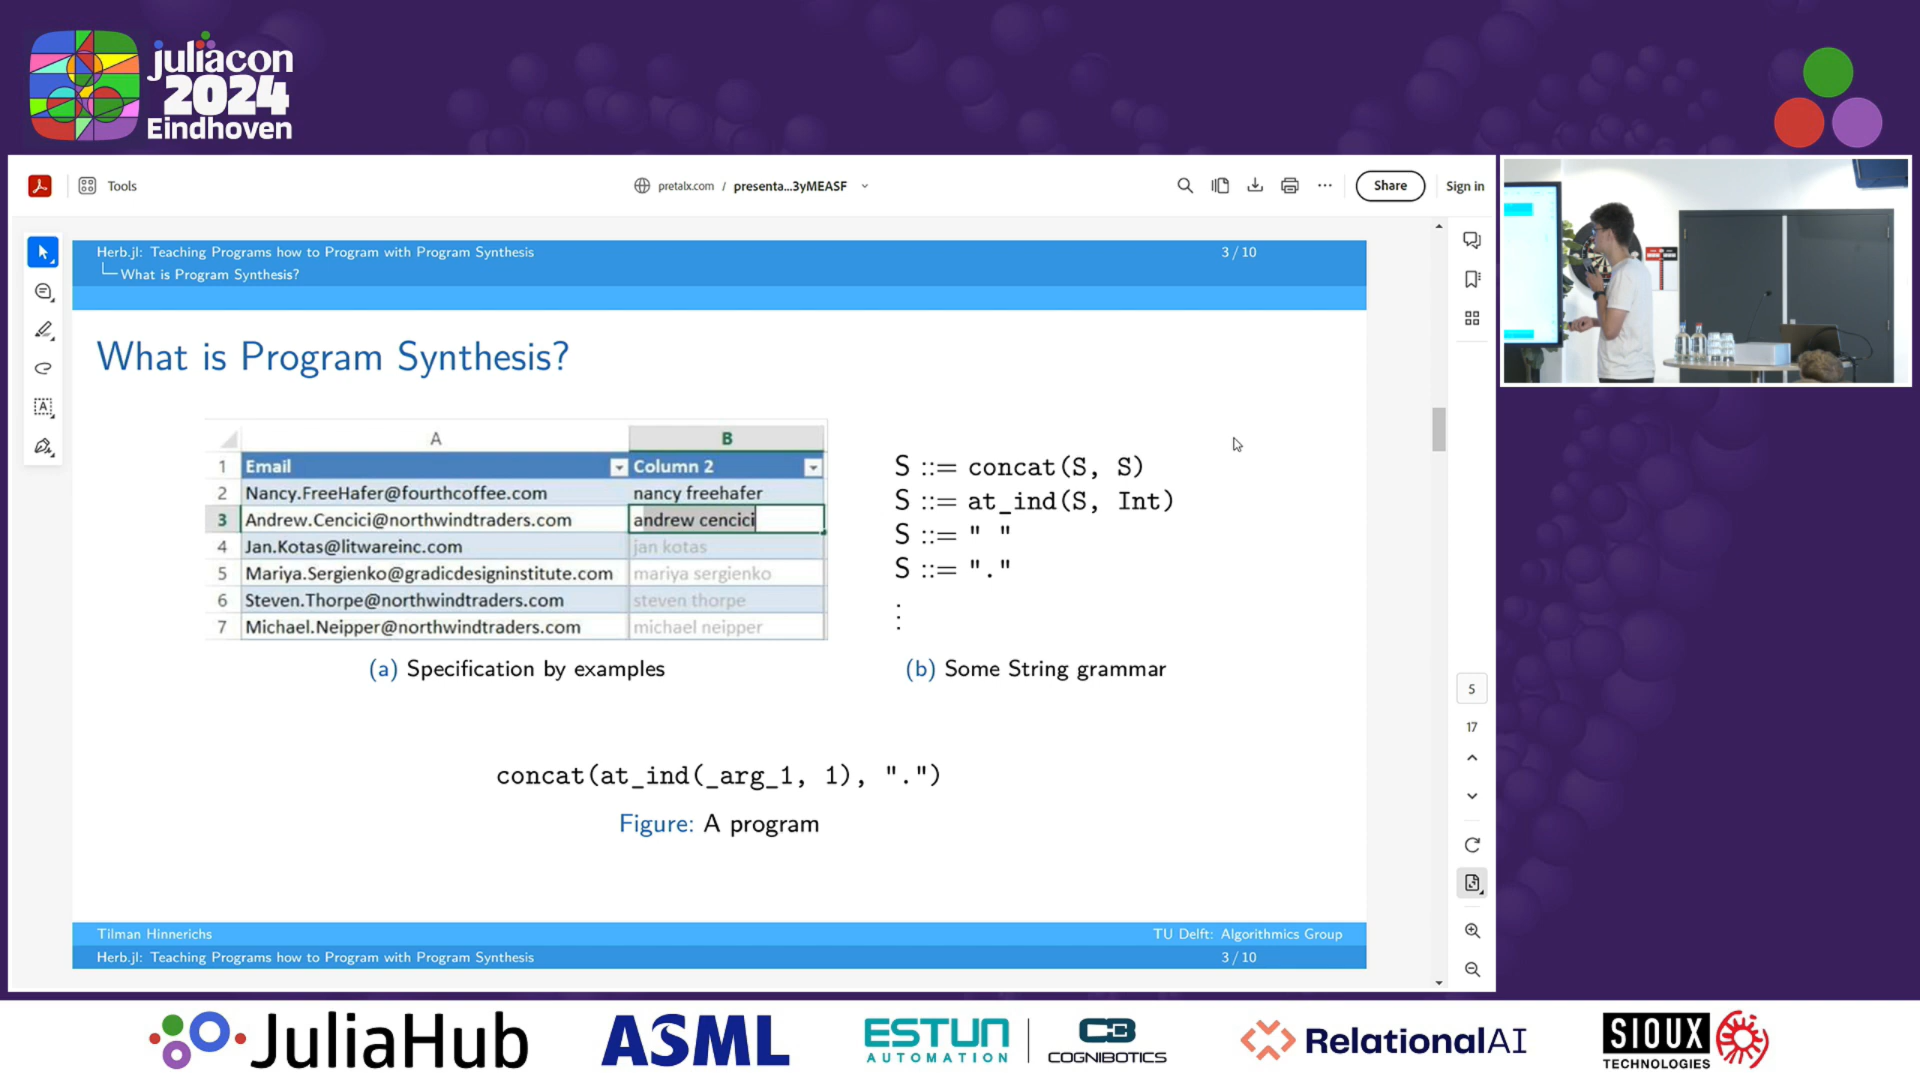 juliacon
2024
Eindhoven
Tools
pretalx.com / presenta...3yMEASF
Share
Sign in
Herb.jl: Teaching Programs how to Program with Program Synthesis 3 / 10
What is Program Synthesis?
What is Program Synthesis?
A B
1 Email Column 2
2 Nancy.FreeHafer@fourthcoffee.com nancy freehafer
3 Andrew.Cencici@northwindtraders.com andrew cencici
4 Jan.Kotas@litwareinc.com jan kotas
5 Mariya.Sergienko@gradicdesigninstitute.com mariya sergienko
6 Steven.Thorpe@northwindtraders.com steven thorpe
7 Michael.Neipper@northwindtraders.com michael neipper
(a) Specification by examples
S ::= concat(S, S)
S ::= at_ind(S, Int)
S ::= " "
S ::= "."
⋮
(b) Some String grammar
concat(at_ind(_arg_1, 1), ".")
Figure: A program
5
17
Tilman Hinnerichs TU Delft: Algorithmics Group
Herb.jl: Teaching Programs how to Program with Program Synthesis 3 / 10
JuliaHub
ASML
ESTUN
AUTOMATION
COGNIBOTICS
RelationalAI
SIOUX
TECHNOLOGIES